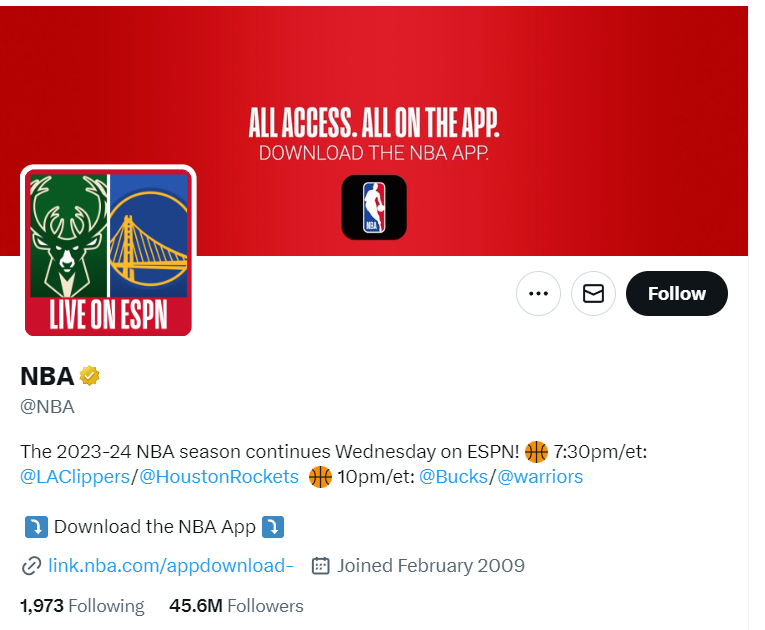 ALL ACCESS. ALL ON THE APP.
DOWNLOAD THE NBA APP.
NBA
LIVE ON ESPN
Follow
NBA
@NBA
The 2023-24 NBA season continues Wednesday on ESPN! 🏀 7:30pm/et:
@LAClippers/@HoustonRockets 🏀 10pm/et: @Bucks/@warriors
⤵️ Download the NBA App ⤵️
link.nba.com/appdownload- Joined February 2009
1,973 Following 45.6M Followers